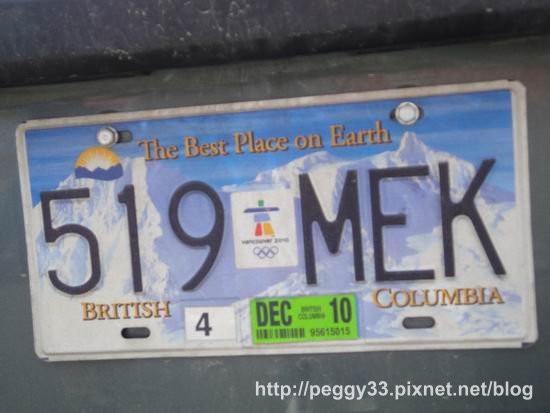 The Best Place on Earth
519 MEK
VANCOUVER 2010
BRITISH COLUMBIA
4
DEC BRITISH COLUMBIA 10
95615015
http://peggy33.pixnet.net/blog